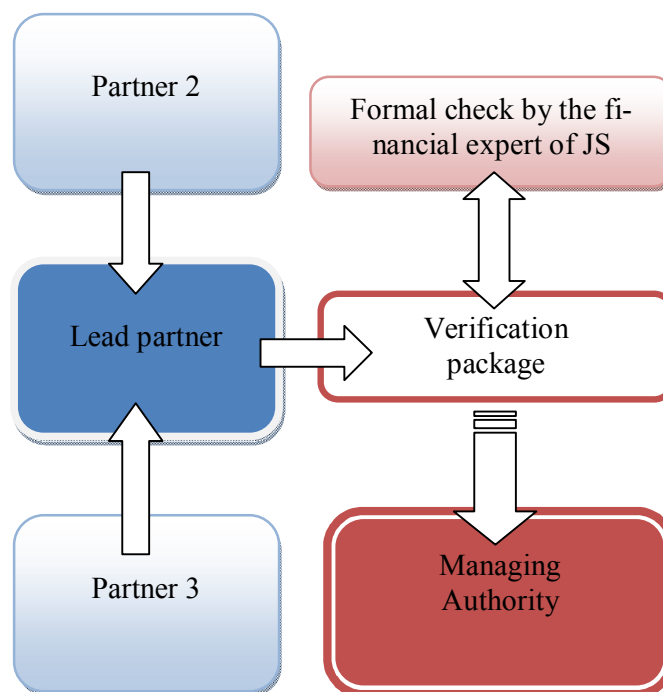 Partner 2
Formal check by the fi-
nancial expert of JS
Lead partner
Verification
package
Partner 3
Managing
Authority